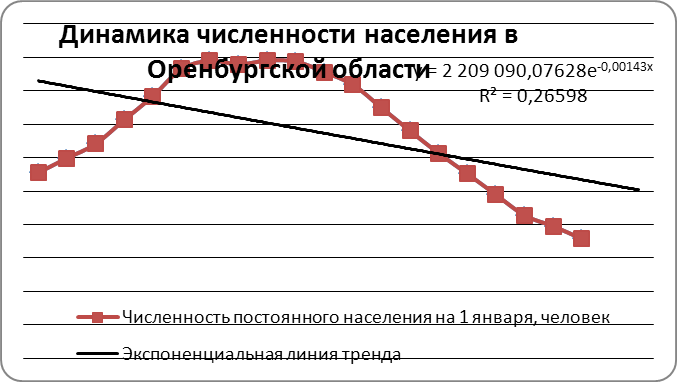 Динамика численности населения в
Оренбургской области
y = 2 209 090,07628e-0,00143x
R² = 0,26598
Численность постоянного населения на 1 января, человек
Экспоненциальная линия тренда